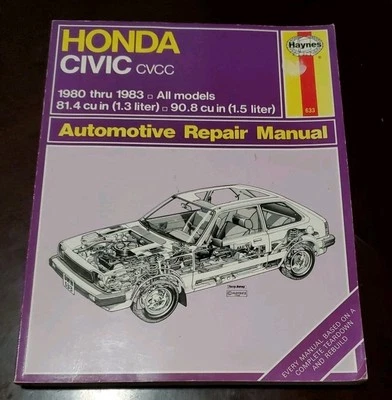 HONDA
CIVIC CVCC
1980 thru 1983 □ All models
81.4 cu in (1.3 liter) □ 90.8 cu in (1.5 liter)
Haynes
®
633
Automotive Repair Manual
EVERY MANUAL BASED ON A
COMPLETE TEARDOWN
AND REBUILD